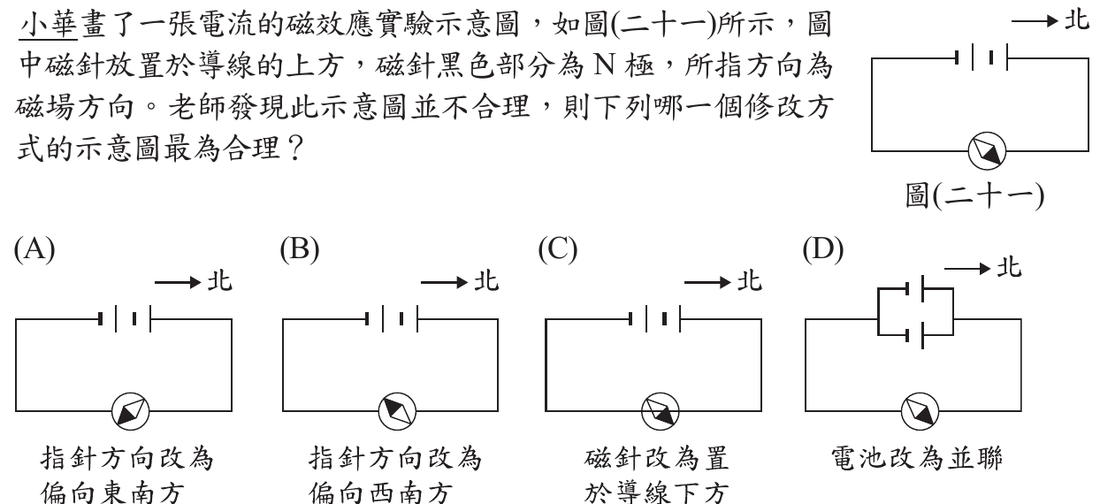 小華畫了一張電流的磁效應實驗示意圖，如圖(二十一)所示，圖
中磁針放置於導線的上方，磁針黑色部分為 N 極，所指方向為
磁場方向。老師發現此示意圖並不合理，則下列哪一個修改方
式的示意圖最為合理？
北
圖(二十一)
(A)
北
指針方向改為
偏向東南方
(B)
北
指針方向改為
偏向西南方
(C)
北
磁針改為置
於導線下方
(D)
北
電池改為並聯